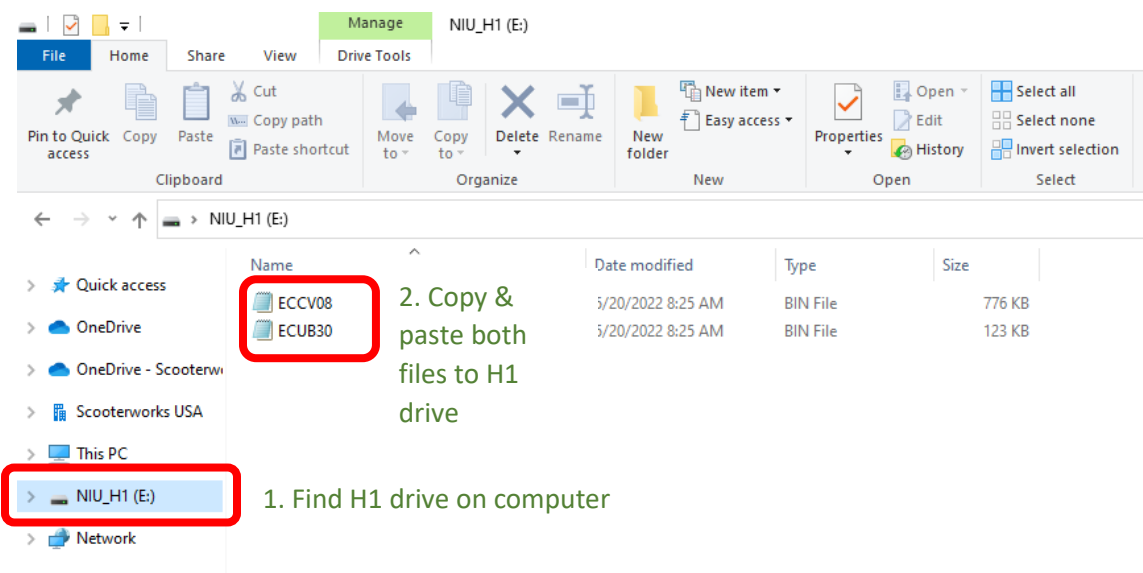 Manage NIU_H1 (E:)
File Home Share View Drive Tools
Pin to Quick access
Copy
Paste
Cut
Copy path
Paste shortcut
Move to
Copy to
Delete
Rename
New folder
New item
Easy access
Properties
Open
Edit
History
Select all
Select none
Invert selection
Clipboard Organize New Open Select
NIU_H1 (E:)
Name Date modified Type Size
ECCV08 5/20/2022 8:25 AM BIN File 776 KB
ECUB30 5/20/2022 8:25 AM BIN File 123 KB
2. Copy &
paste both
files to H1
drive
Quick access
OneDrive
OneDrive - Scooterw
Scooterworks USA
This PC
NIU_H1 (E:)
1. Find H1 drive on computer
Network